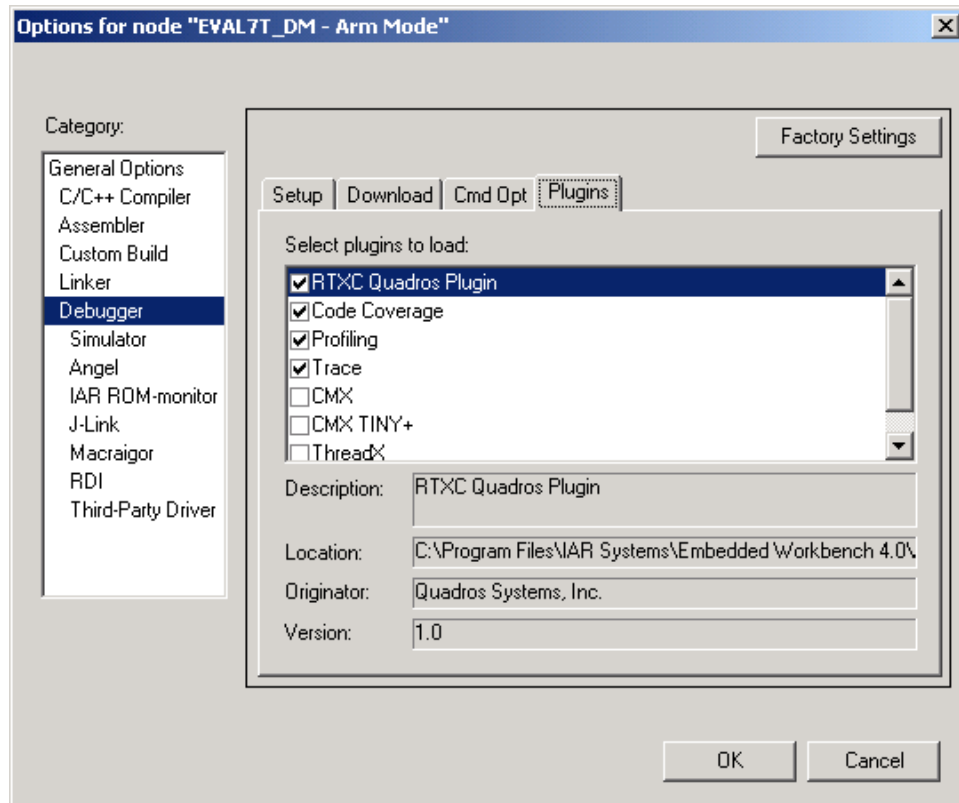 Options for node "EVAL7T_DM - Arm Mode"
Category:
Factory Settings
General Options
C/C++ Compiler
Assembler
Custom Build
Linker
Debugger
Simulator
Angel
IAR ROM-monitor
J-Link
Macraigor
RDI
Third-Party Driver
Setup
Download
Cmd Opt
Plugins
Select plugins to load:
RTXC Quadros Plugin
Code Coverage
Profiling
Trace
CMX
CMX TINY+
ThreadX
Description:
RTXC Quadros Plugin
Location:
C:\Program Files\IAR Systems\Embedded Workbench 4.0\
Originator:
Quadros Systems, Inc.
Version:
1.0
OK
Cancel